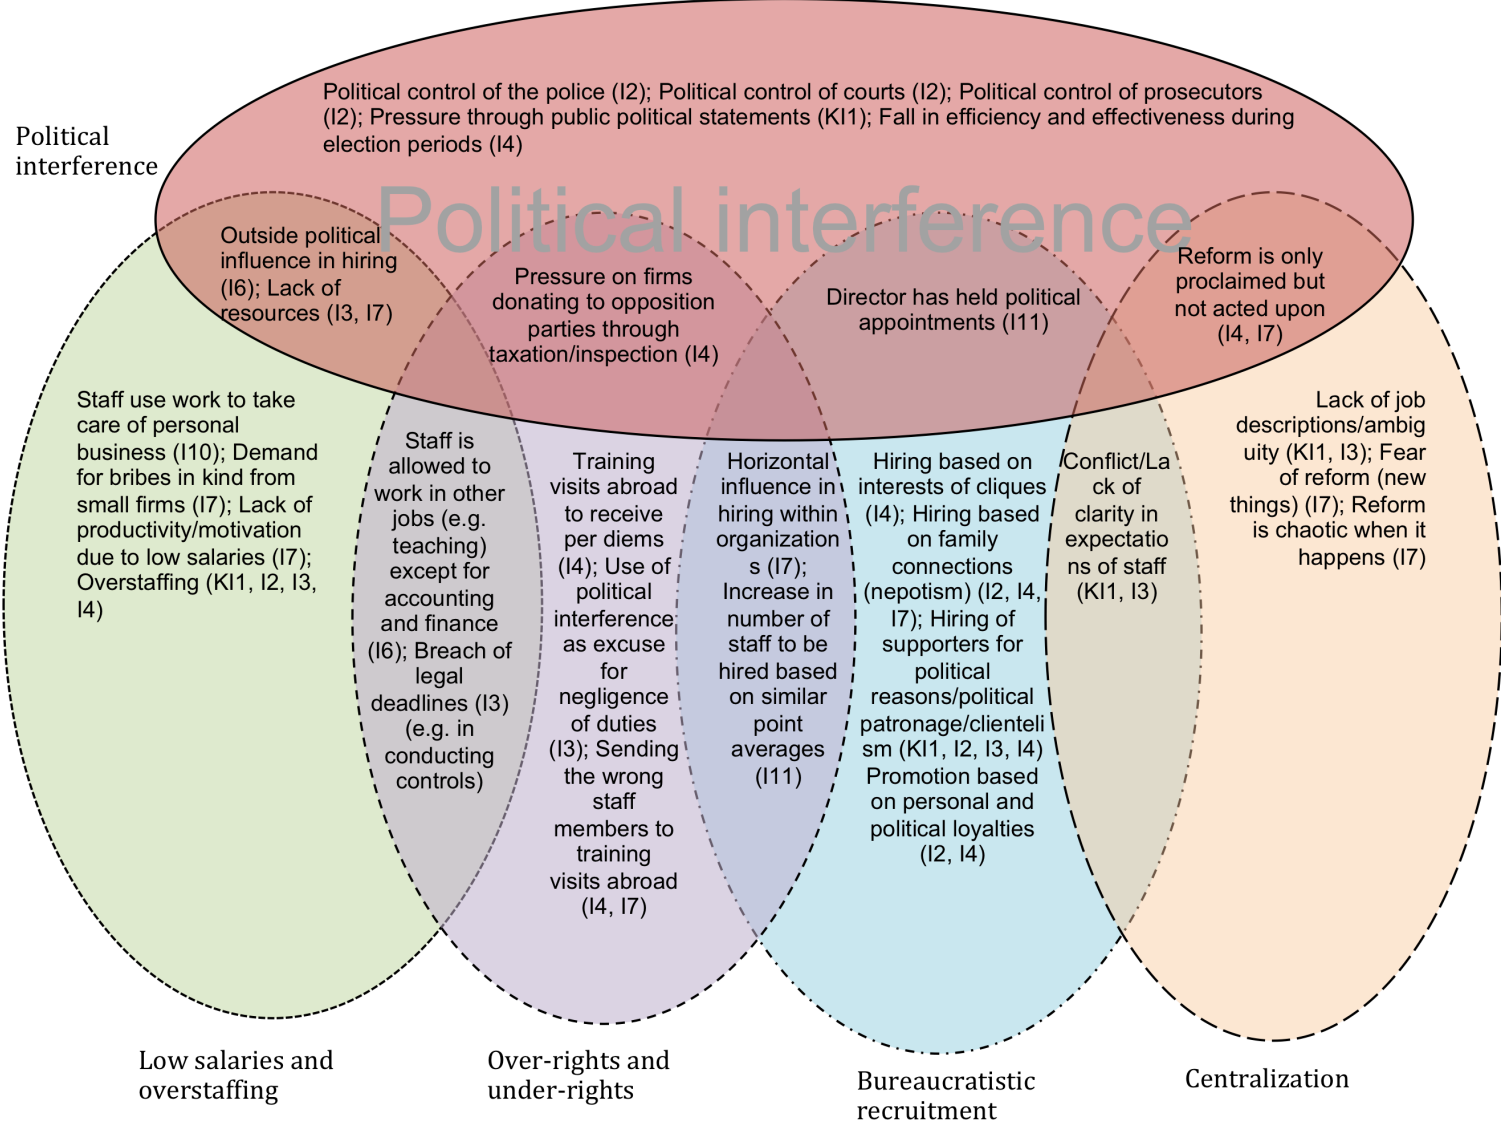 Political control of the police (I2); Political control of courts (I2); Political control of prosecutors
(I2); Pressure through public political statements (KI1); Fall in efficiency and effectiveness during
election periods (I4)
Political
interference
Political interference
Outside political
influence in hiring
(I6); Lack of
resources (I3, I7)
Pressure on firms
donating to opposition
parties through
taxation/inspection (I4)
Director has held political
appointments (I11)
Reform is only
proclaimed but
not acted upon
(I4, I7)
Staff use work to take
care of personal
business (I10); Demand
for bribes in kind from
small firms (I7); Lack of
productivity/motivation
due to low salaries (I7);
Overstaffing (KI1, I2, I3,
I4)
Staff is
allowed to
work in other
jobs (e.g.
teaching)
except for
accounting
and finance
(I6); Breach of
legal
deadlines (I3)
(e.g. in
conducting
controls)
Training
visits abroad
to receive
per diems
(I4); Use of
political
interference
as excuse
for
negligence
of duties
(I3); Sending
the wrong
staff
members to
training
visits abroad
(I4, I7)
Horizontal
influence in
hiring within
organization
s (I7);
Increase in
number of
staff to be
hired based
on similar
point
averages
(I11)
Hiring based on
interests of cliques
(I4); Hiring based
on family
connections
(nepotism) (I2, I4,
I7); Hiring of
supporters for
political
reasons/political
patronage/clienteli
sm (KI1, I2, I3, I4)
Promotion based
on personal and
political loyalties
(I2, I4)
Conflict/La
ck of
clarity in
expectatio
ns of staff
(KI1, I3)
Lack of job
descriptions/ambig
uity (KI1, I3); Fear
of reform (new
things) (I7); Reform
is chaotic when it
happens (I7)
Low salaries and
overstaffing
Over-rights and
under-rights
Bureaucratistic
recruitment
Centralization